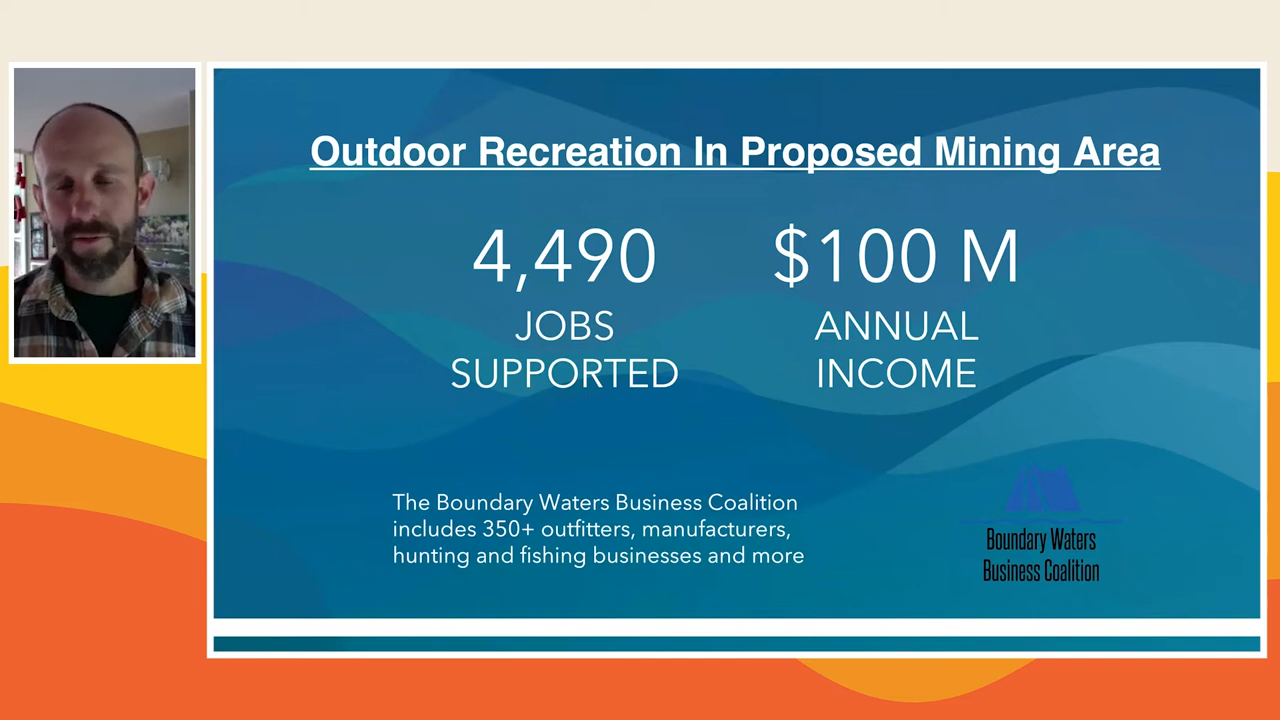 Outdoor Recreation In Proposed Mining Area
4,490
JOBS
SUPPORTED
$100 M
ANNUAL
INCOME
The Boundary Waters Business Coalition
includes 350+ outfitters, manufacturers,
hunting and fishing businesses and more
Boundary Waters
Business Coalition